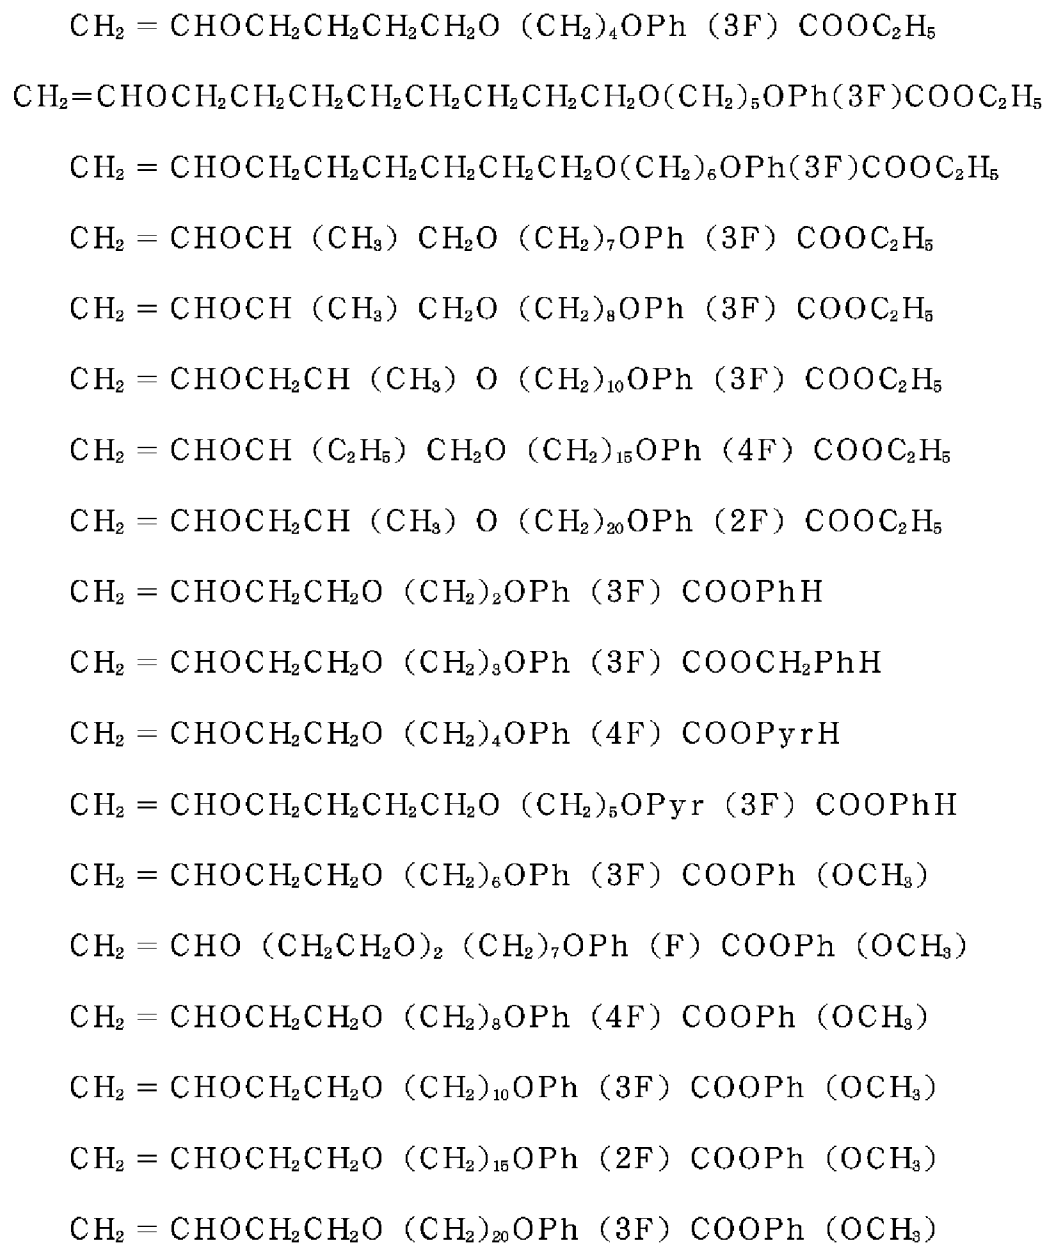 CH₂ = CHOCH₂CH₂CH₂CH₂O (CH₂)₄OPh (3F) COOC₂H₅
CH₂=CHOCH₂CH₂CH₂CH₂CH₂CH₂CH₂CH₂O(CH₂)₅OPh(3F)COOC₂H₅
CH₂ = CHOCH₂CH₂CH₂CH₂CH₂CH₂O(CH₂)₆OPh(3F)COOC₂H₅
CH₂ = CHOCH (CH₃) CH₂O (CH₂)₇OPh (3F) COOC₂H₅
CH₂ = CHOCH (CH₃) CH₂O (CH₂)₈OPh (3F) COOC₂H₅
CH₂ = CHOCH₂CH (CH₃) O (CH₂)₁₀OPh (3F) COOC₂H₅
CH₂ = CHOCH (C₂H₅) CH₂O (CH₂)₁₅OPh (4F) COOC₂H₅
CH₂ = CHOCH₂CH (CH₃) O (CH₂)₂₀OPh (2F) COOC₂H₅
CH₂ = CHOCH₂CH₂O (CH₂)₂OPh (3F) COOPhH
CH₂ = CHOCH₂CH₂O (CH₂)₃OPh (3F) COOCH₂PhH
CH₂ = CHOCH₂CH₂O (CH₂)₄OPh (4F) COOPyrH
CH₂ = CHOCH₂CH₂CH₂CH₂O (CH₂)₅OPyr (3F) COOPhH
CH₂ = CHOCH₂CH₂O (CH₂)₆OPh (3F) COOPh (OCH₃)
CH₂ = CHO (CH₂CH₂O)₂ (CH₂)₇OPh (F) COOPh (OCH₃)
CH₂ = CHOCH₂CH₂O (CH₂)₈OPh (4F) COOPh (OCH₃)
CH₂ = CHOCH₂CH₂O (CH₂)₁₀OPh (3F) COOPh (OCH₃)
CH₂ = CHOCH₂CH₂O (CH₂)₁₅OPh (2F) COOPh (OCH₃)
CH₂ = CHOCH₂CH₂O (CH₂)₂₀OPh (3F) COOPh (OCH₃)